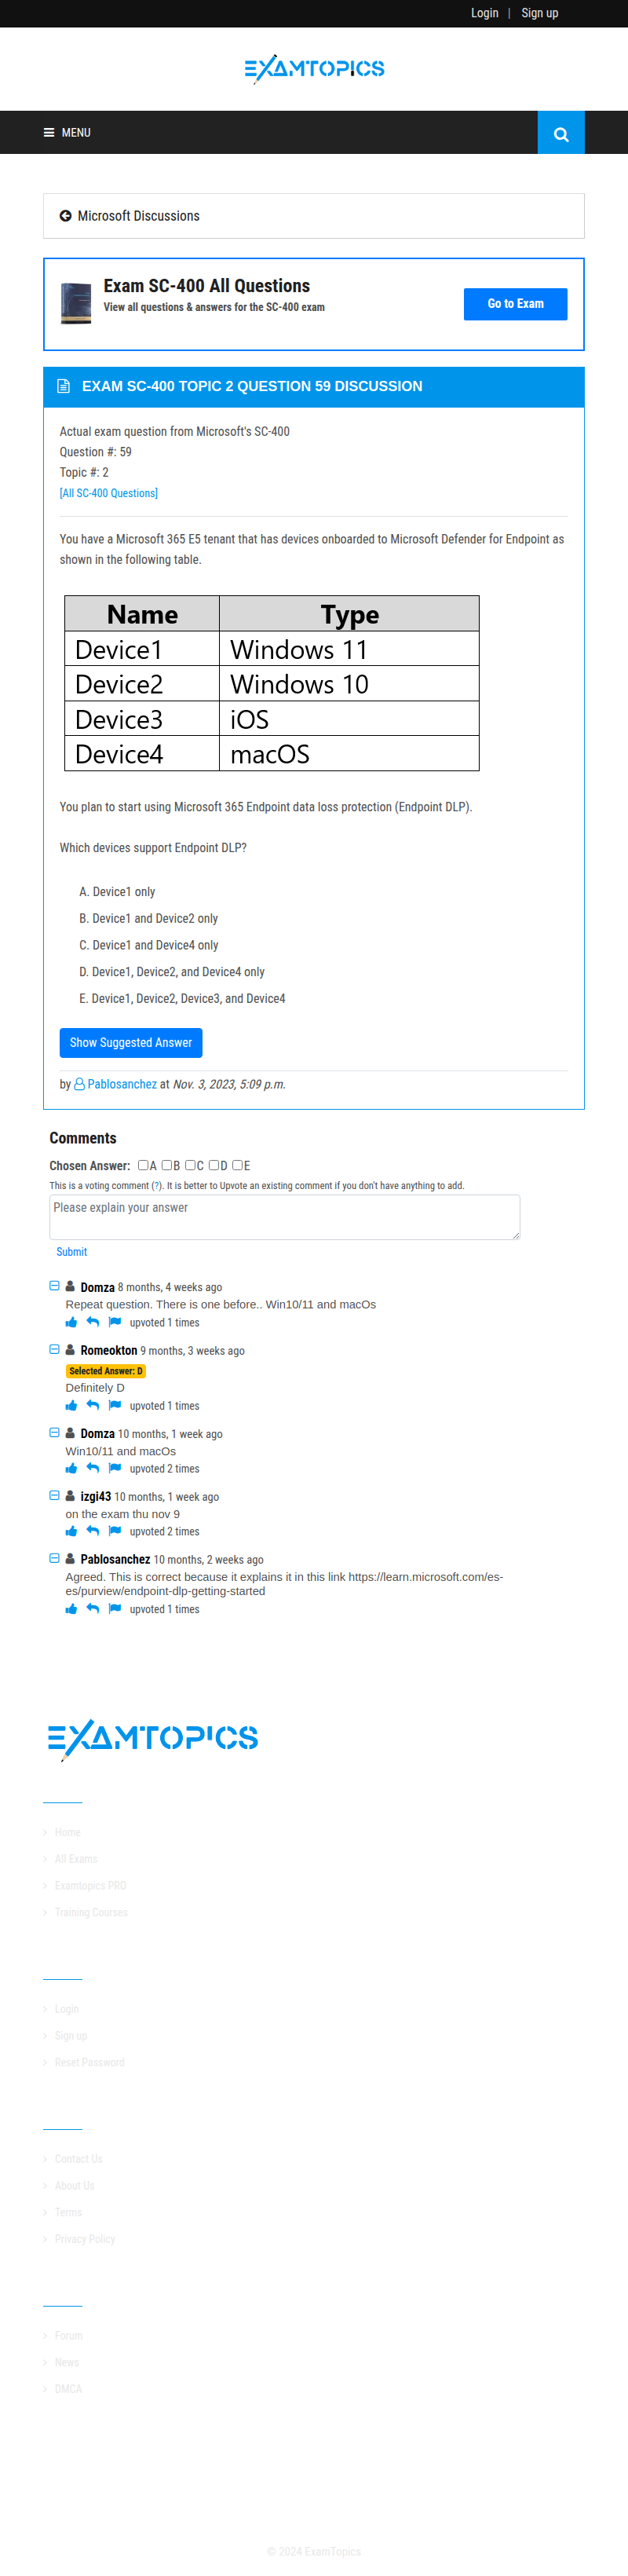 Login | Sign up
EXAMTOPICS
MENU
Microsoft Discussions
Exam SC-400 All Questions
View all questions & answers for the SC-400 exam
Go to Exam
EXAM SC-400 TOPIC 2 QUESTION 59 DISCUSSION
Actual exam question from Microsoft's SC-400
Question #: 59
Topic #: 2
[All SC-400 Questions]
You have a Microsoft 365 E5 tenant that has devices onboarded to Microsoft Defender for Endpoint as
shown in the following table.
Name Type
Device1 Windows 11
Device2 Windows 10
Device3 iOS
Device4 macOS
You plan to start using Microsoft 365 Endpoint data loss protection (Endpoint DLP).
Which devices support Endpoint DLP?
A. Device1 only
B. Device1 and Device2 only
C. Device1 and Device4 only
D. Device1, Device2, and Device4 only
E. Device1, Device2, Device3, and Device4
Show Suggested Answer
by Pablosanchez at Nov. 3, 2023, 5:09 p.m.
Comments
Chosen Answer: A B C D E
This is a voting comment (?). It is better to Upvote an existing comment if you don't have anything to add.
Please explain your answer
Submit
Domza 8 months, 4 weeks ago
Repeat question. There is one before.. Win10/11 and macOs
upvoted 1 times
Romeokton 9 months, 3 weeks ago
Selected Answer: D
Definitely D
upvoted 1 times
Domza 10 months, 1 week ago
Win10/11 and macOs
upvoted 2 times
izgi43 10 months, 1 week ago
on the exam thu nov 9
upvoted 2 times
Pablosanchez 10 months, 2 weeks ago
Agreed. This is correct because it explains it in this link https://learn.microsoft.com/es-
es/purview/endpoint-dlp-getting-started
upvoted 1 times
EXAMTOPICS
Home
All Exams
Examtopics PRO
Training Courses
Login
Sign up
Reset Password
Contact Us
About Us
Terms
Privacy Policy
Forum
News
DMCA
© 2024 ExamTopics